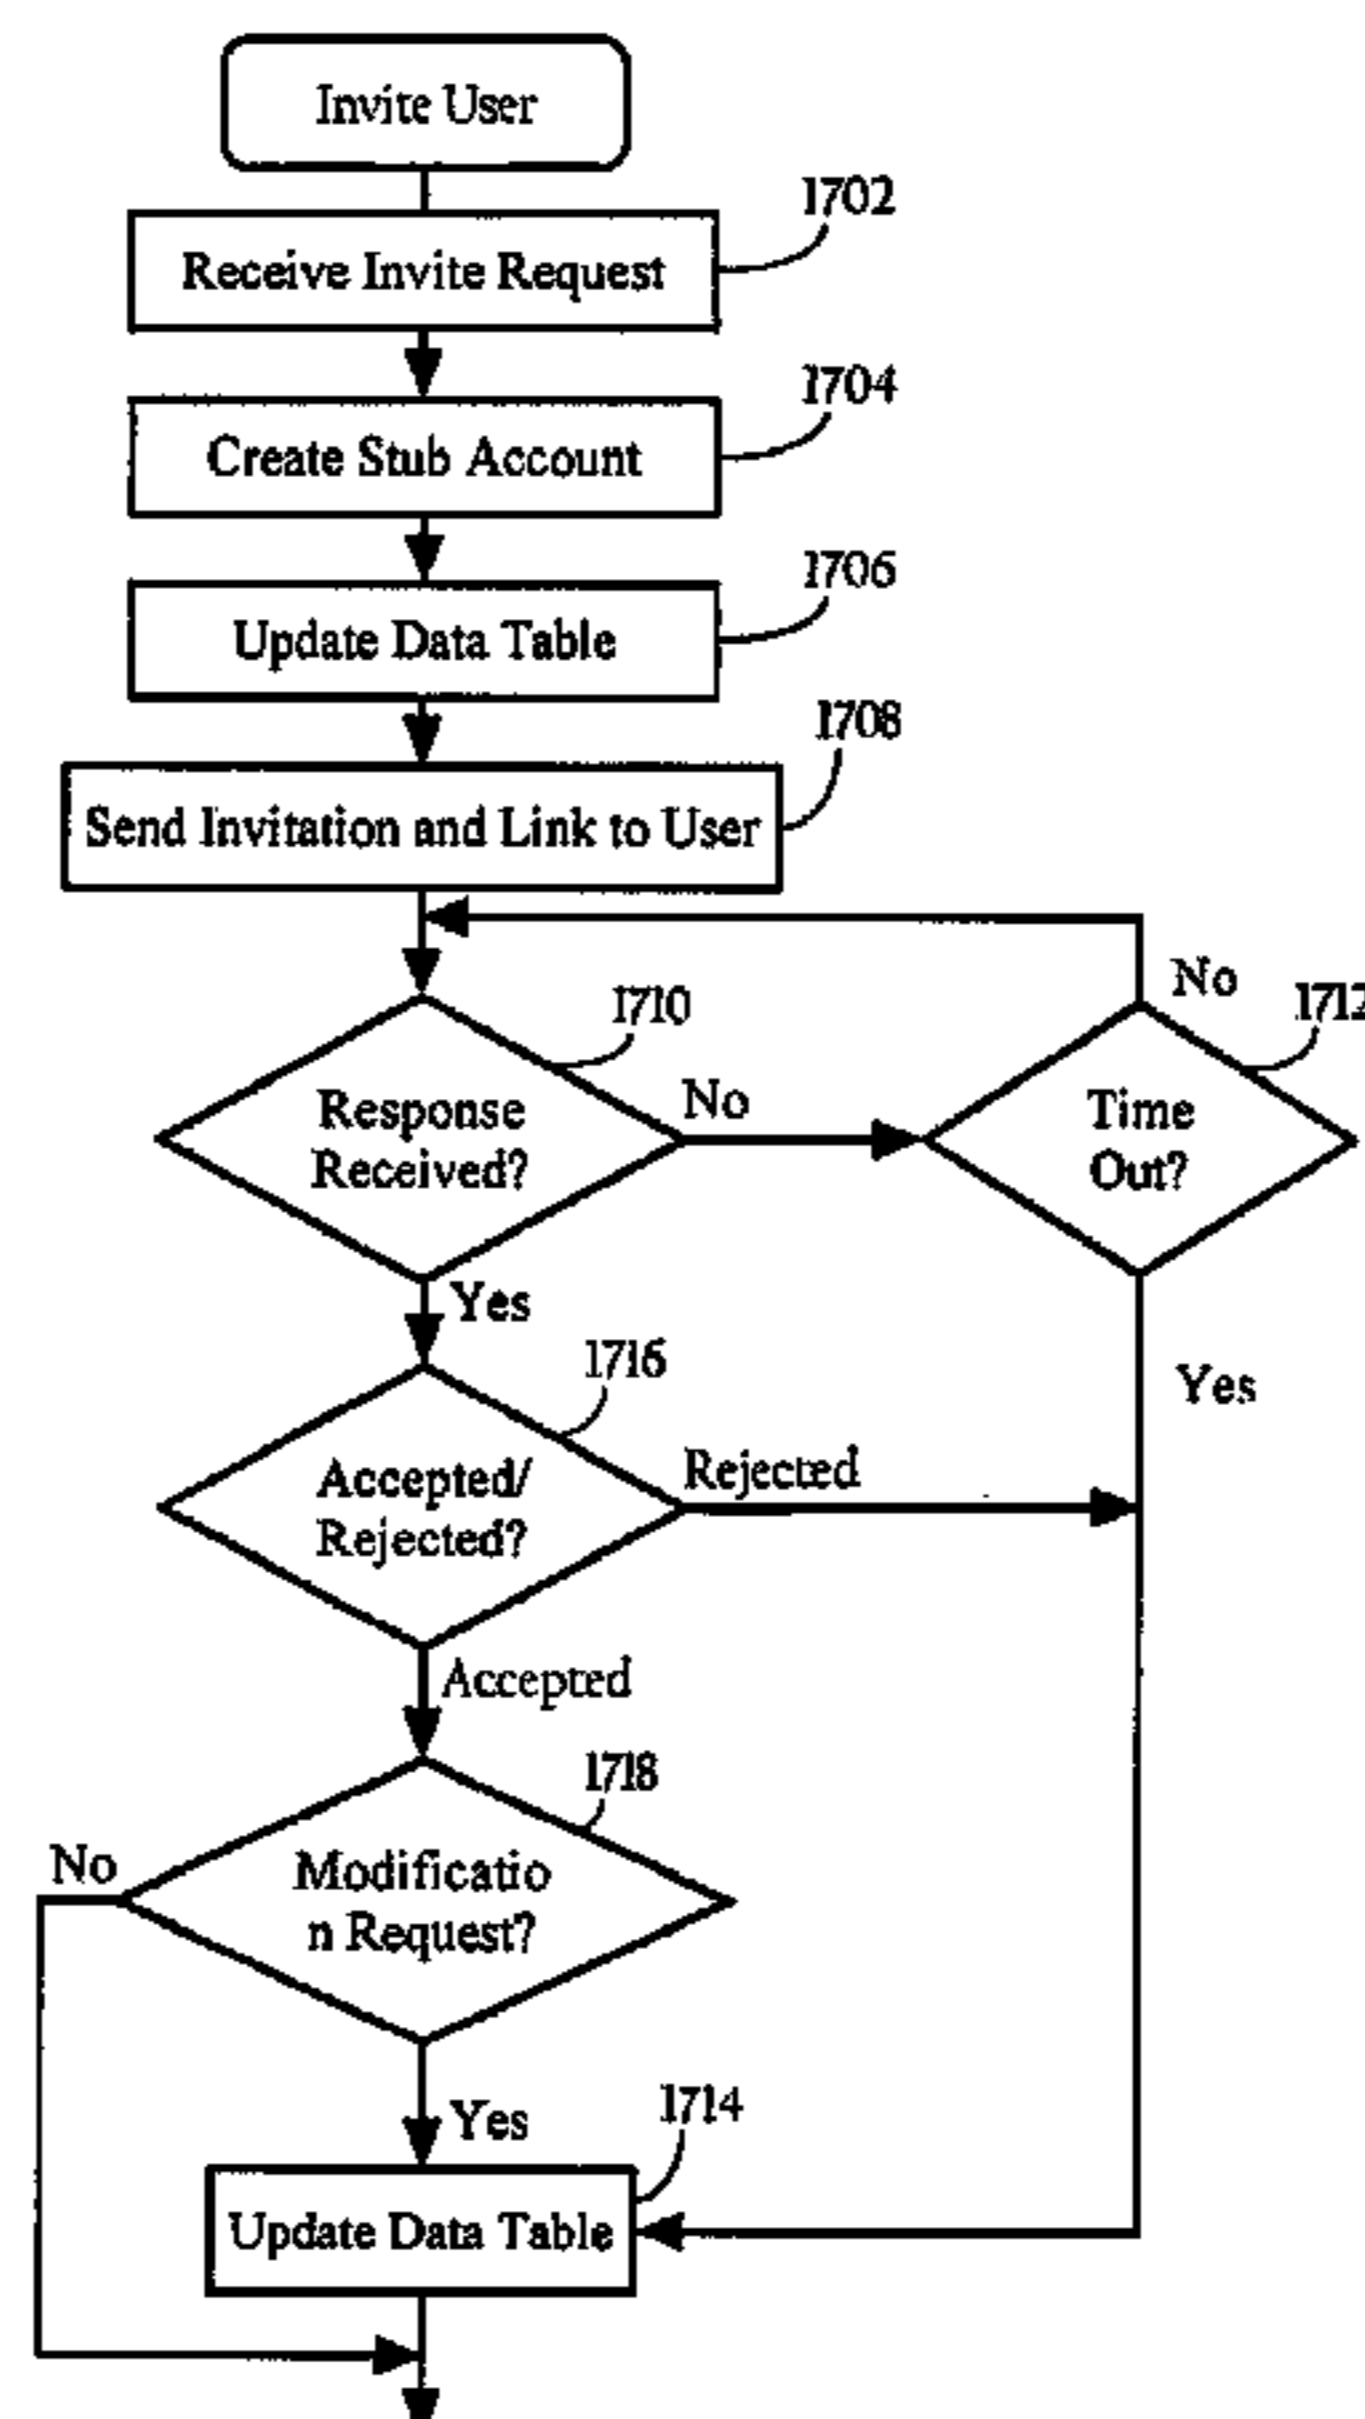 Invite User
1702
Receive Invite Request
1704
Create Stub Account
1706
Update Data Table
1708
Send Invitation and Link to User
No
1712
1710
Response
Received?
No
Time
Out?
Yes
1716
Yes
Accepted/
Rejected?
Rejected
Accepted
1718
No
Modificatio
n Request?
Yes
1714
Update Data Table